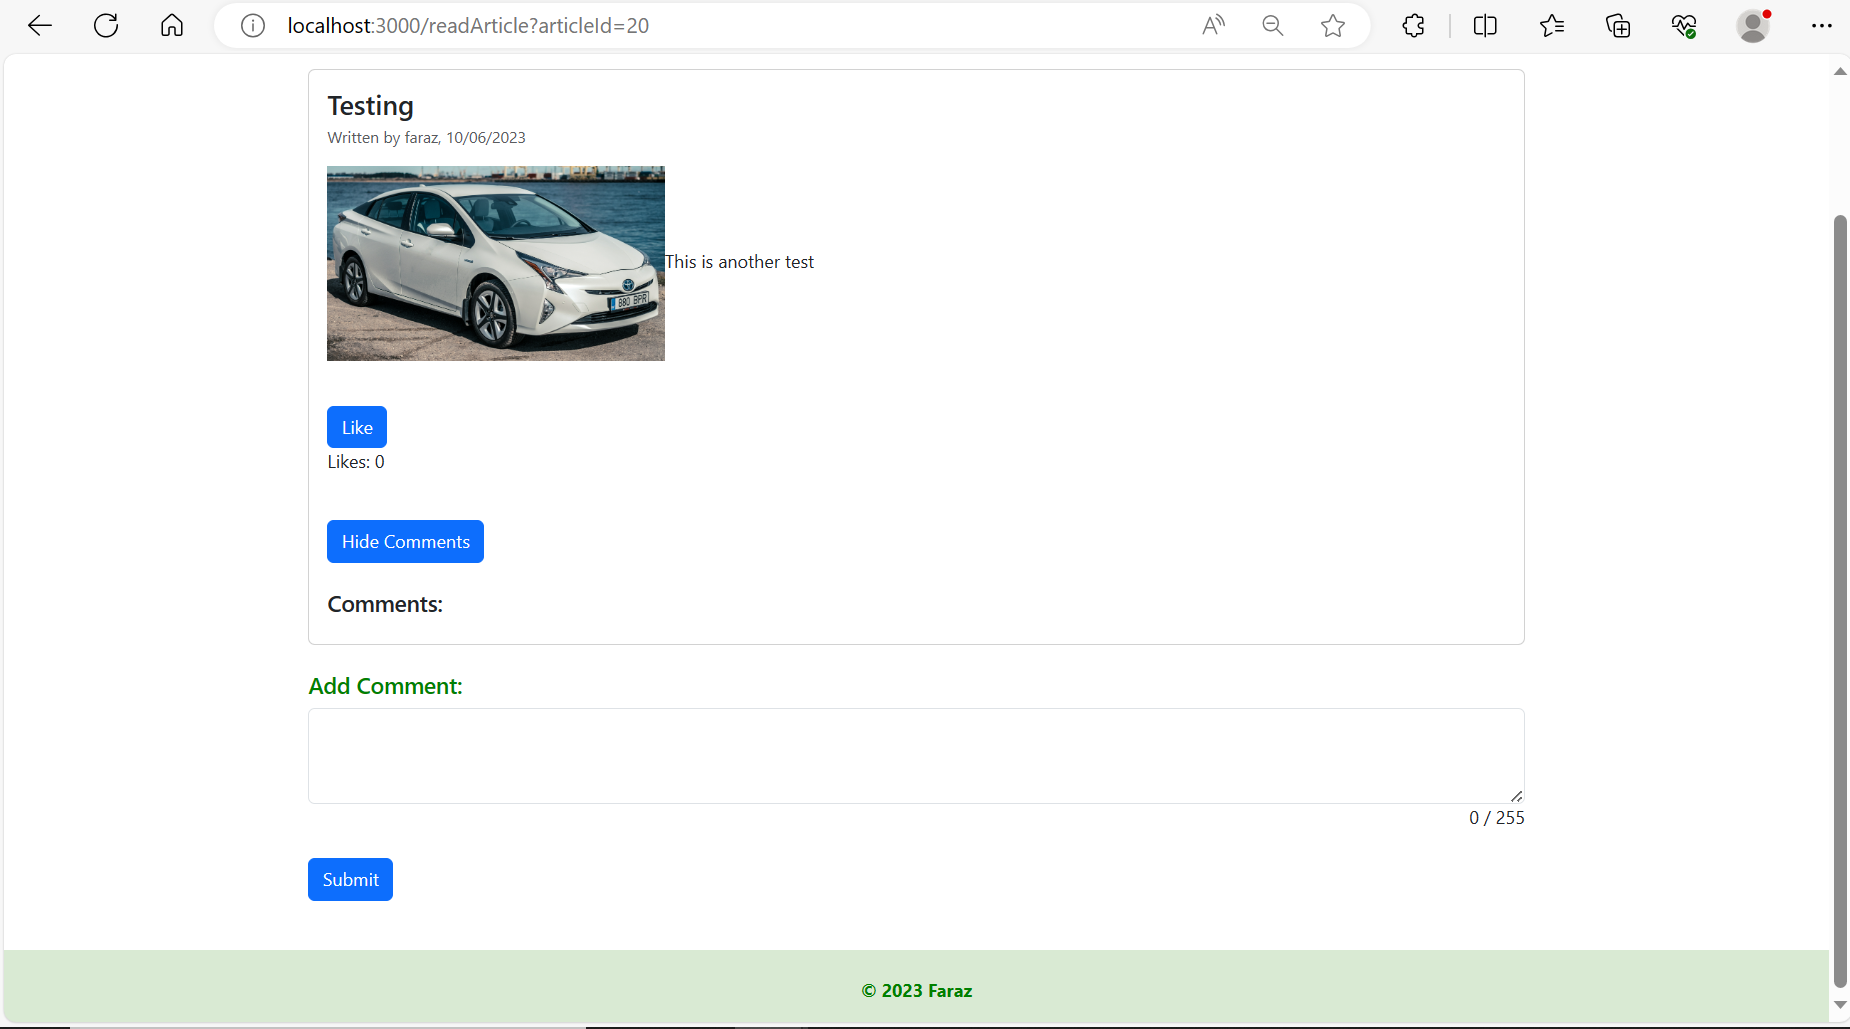 localhost:3000/readArticle?articleId=20
Testing
Written by faraz, 10/06/2023
880 BPR
This is another test
Like
Likes: 0
Hide Comments
Comments:
Add Comment:
0 / 255
Submit
© 2023 Faraz